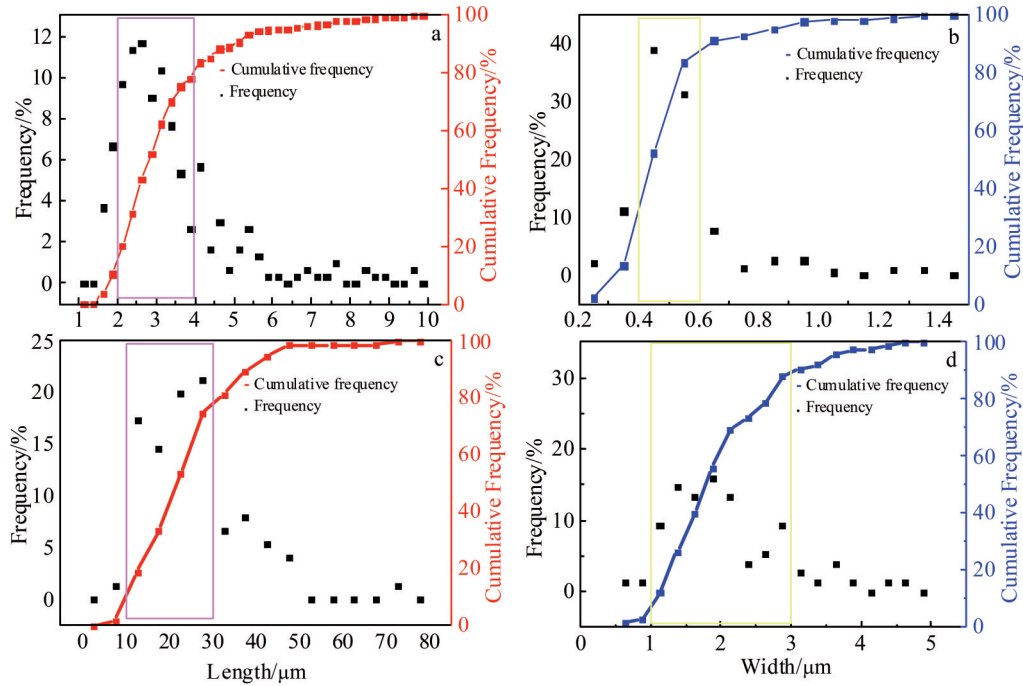 a
Frequency/%
12
10
8
6
4
2
0
Cumulative frequency
Frequency
100
80
60
40
20
0
Cumulative Frequency/%
1 2 3 4 5 6 7 8 9 10
b
Frequency/%
40
30
20
10
0
Cumulative frequency
Frequency
100
80
60
40
20
0
Cumulative Frequency/%
0.2 0.4 0.6 0.8 1.0 1.2 1.4
c
Frequency/%
25
20
15
10
5
0
Cumulative frequency
Frequency
100
80
60
40
20
0
Cumulative Frequency/%
0 10 20 30 40 50 60 70 80
Length/μm
d
Frequency/%
30
20
10
0
Cumulative frequency
Frequency
100
80
60
40
20
0
Cumulative Frequency/%
0 1 2 3 4 5
Width/μm